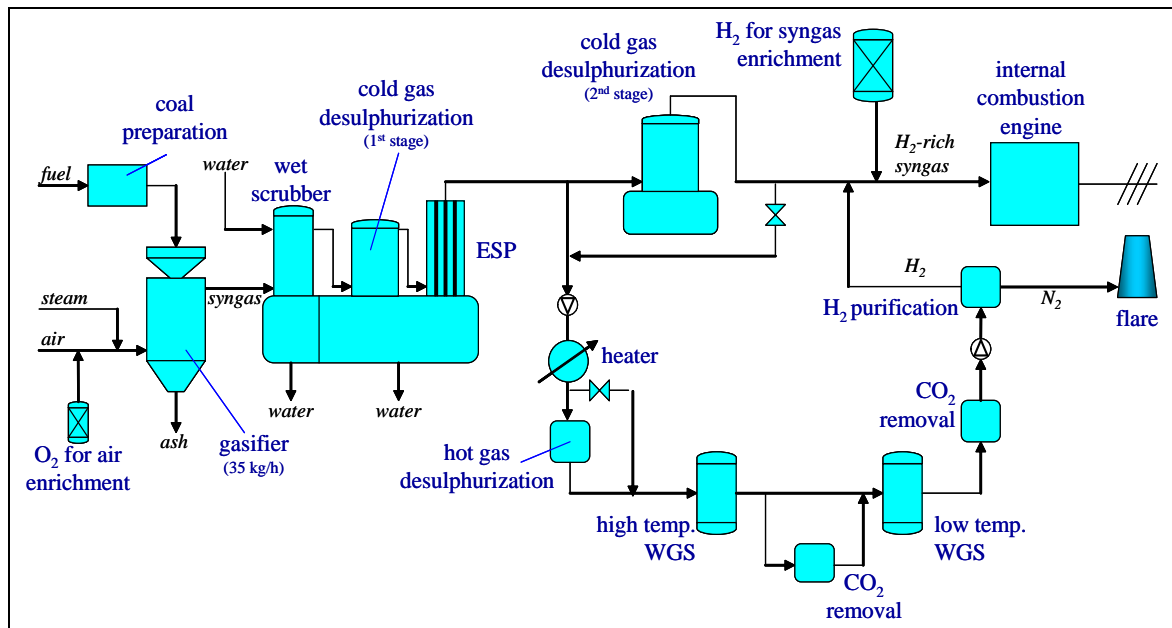 H2 for syngas
enrichment
cold gas
desulphurization
(2nd stage)
internal
combustion
engine
cold gas
desulphurization
(1st stage)
coal
preparation
fuel
water
wet
scrubber
H2-rich
syngas
ESP
steam
syngas
air
H2
H2 purification
N2
flare
heater
water
water
ash
gasifier
(35 kg/h)
O2 for air
enrichment
CO2
removal
hot gas
desulphurization
high temp.
WGS
low temp.
WGS
CO2
removal